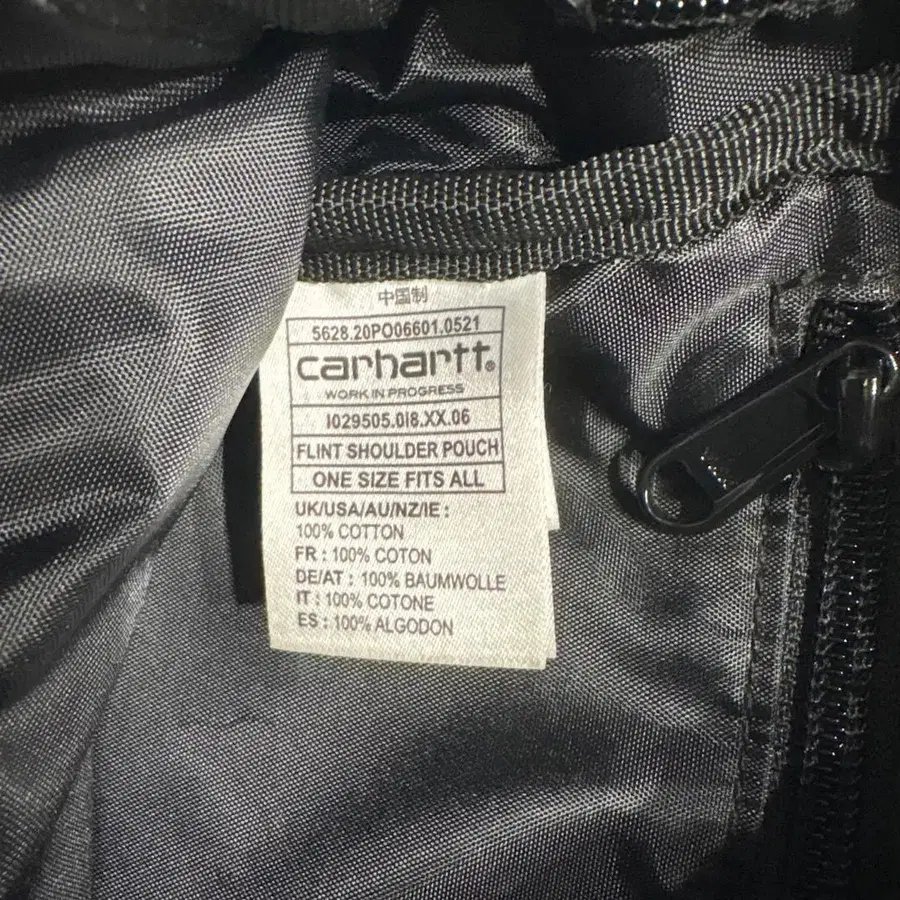 中国制
5628.20PO06601.0521
carhartt®
WORK IN PROGRESS
I029505.0I8.XX.06
FLINT SHOULDER POUCH
ONE SIZE FITS ALL
UK/USA/AU/NZ/IE :
100% COTTON
FR : 100% COTON
DE/AT : 100% BAUMWOLLE
IT : 100% COTONE
ES : 100% ALGODON